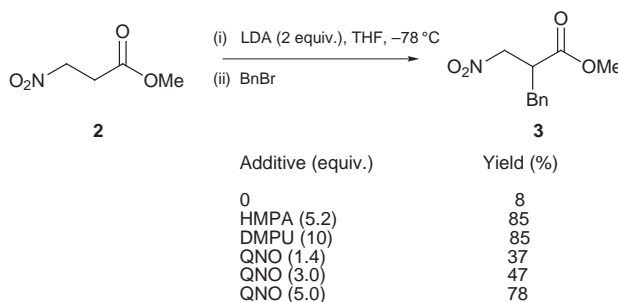 O
(i) LDA (2 equiv.), THF, –78 °C
O
O2N
OMe
O2N
OMe
(ii) BnBr
Bn
2
3
Additive (equiv.) Yield (%)
0 8
HMPA (5.2) 85
DMPU (10) 85
QNO (1.4) 37
QNO (3.0) 47
QNO (5.0) 78